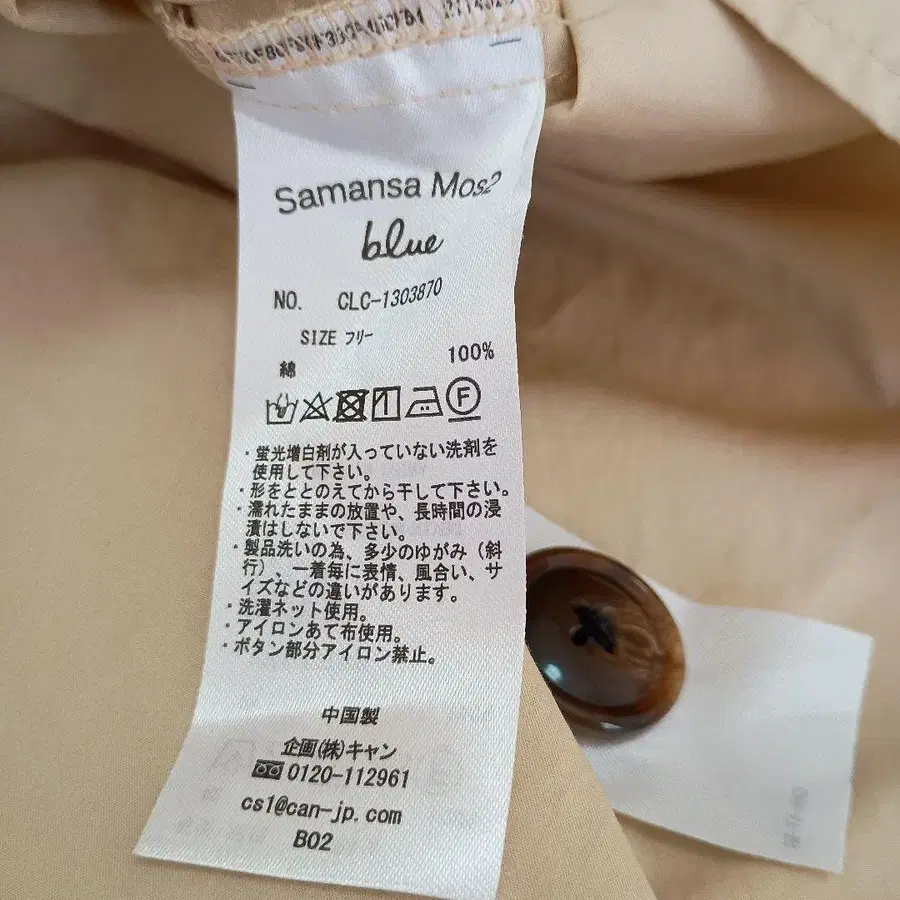 Samansa Mos2
blue
NO. CLC-1303870
SIZE フリー
綿 100%
F
・蛍光増白剤が入っていない洗剤を
使用して下さい。
・形をととのえてから干して下さい。
・濡れたままの放置や、長時間の浸
漬はしないで下さい。
・製品洗いの為、多少のゆがみ（斜
行）、一着毎に表情、風合い、サ
イズなどの違いがあります。
・洗濯ネット使用。
・アイロンあて布使用。
・ボタン部分アイロン禁止。
中国製
企画(株)キャン
0120-112961
cs1@can-jp.com
B02